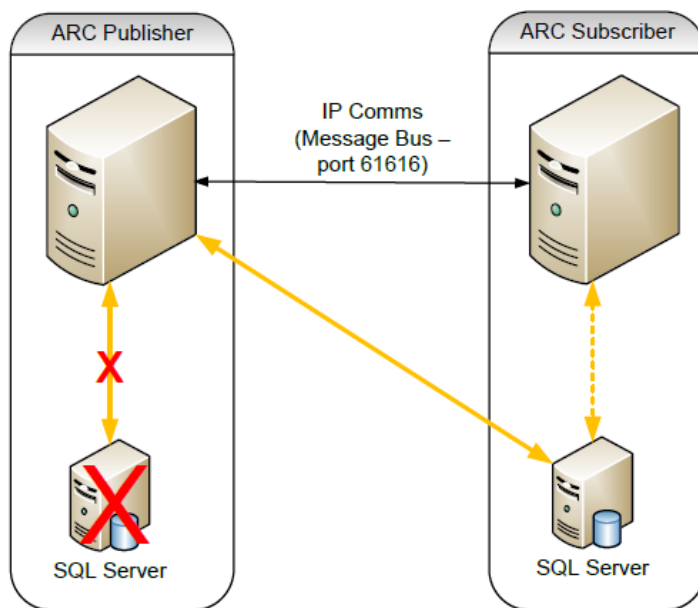 ARC Publisher
ARC Subscriber
IP Comms
(Message Bus –
port 61616)
X
X
SQL Server
SQL Server